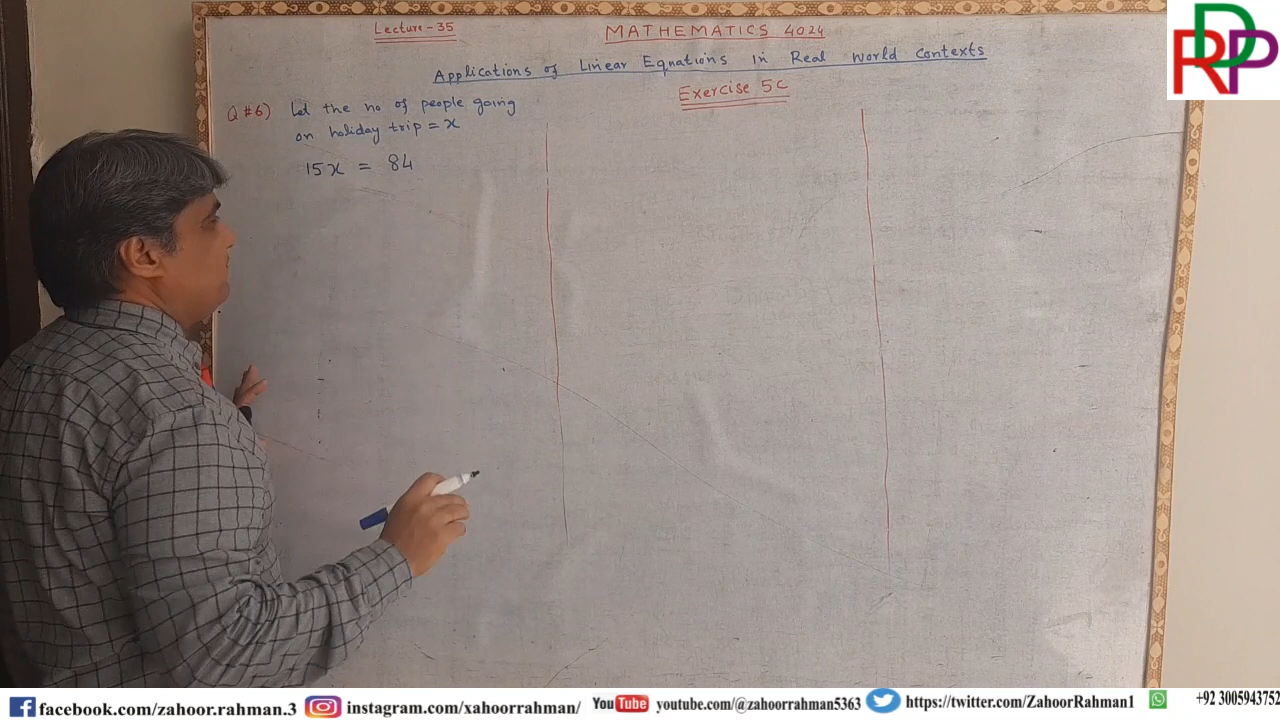 Lecture-35
MATHEMATICS 4024
Applications of Linear Equations in Real World Contexts
Exercise 5C
Q#6) Let the no of people going
on holiday trip = x
15x = 84
RDDP
facebook.com/zahoor.rahman.3
instagram.com/xahoorrahman/
YouTube youtube.com/@zahoorrahman5363
https://twitter.com/ZahoorRahman1
+92 3005943752